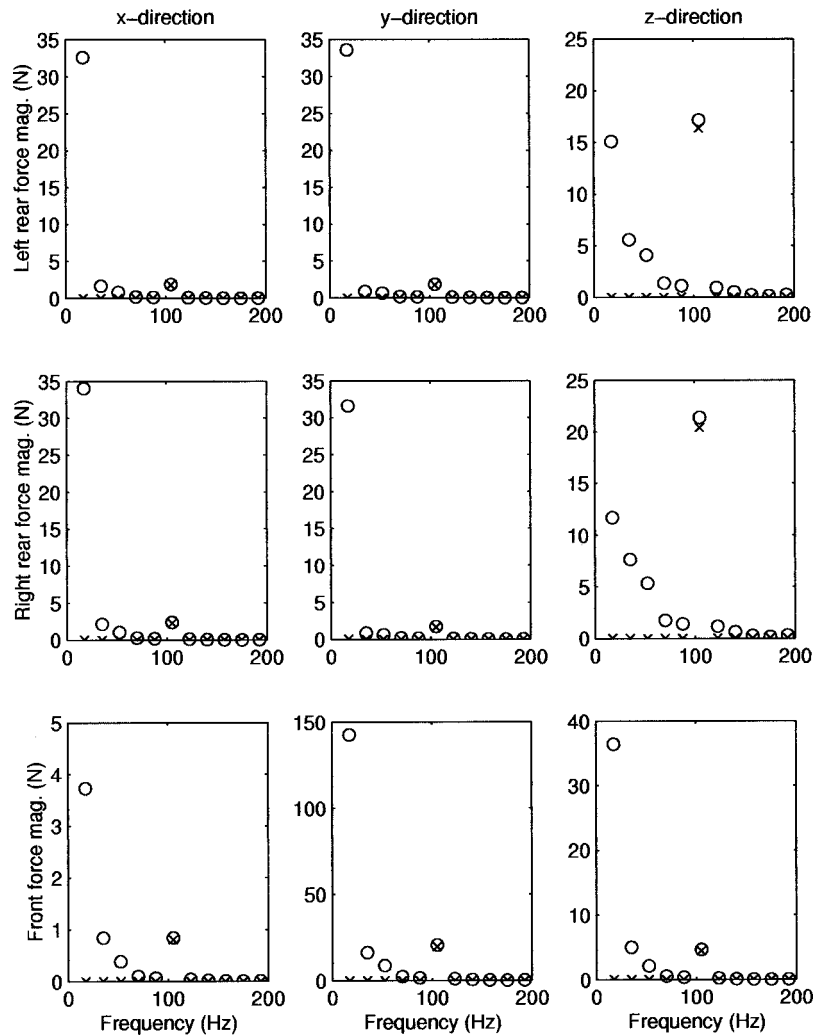 x−direction y−direction z−direction
Left rear force mag. (N)
35 30 25 20 15 10 5 0
0 100 200
35 30 25 20 15 10 5 0
0 100 200
25 20 15 10 5 0
0 100 200
Right rear force mag. (N)
35 30 25 20 15 10 5 0
0 100 200
35 30 25 20 15 10 5 0
0 100 200
25 20 15 10 5 0
0 100 200
Front force mag. (N)
5 4 3 2 1 0
0 100 200
150 100 50 0
0 100 200
40 30 20 10 0
0 100 200
Frequency (Hz) Frequency (Hz) Frequency (Hz)